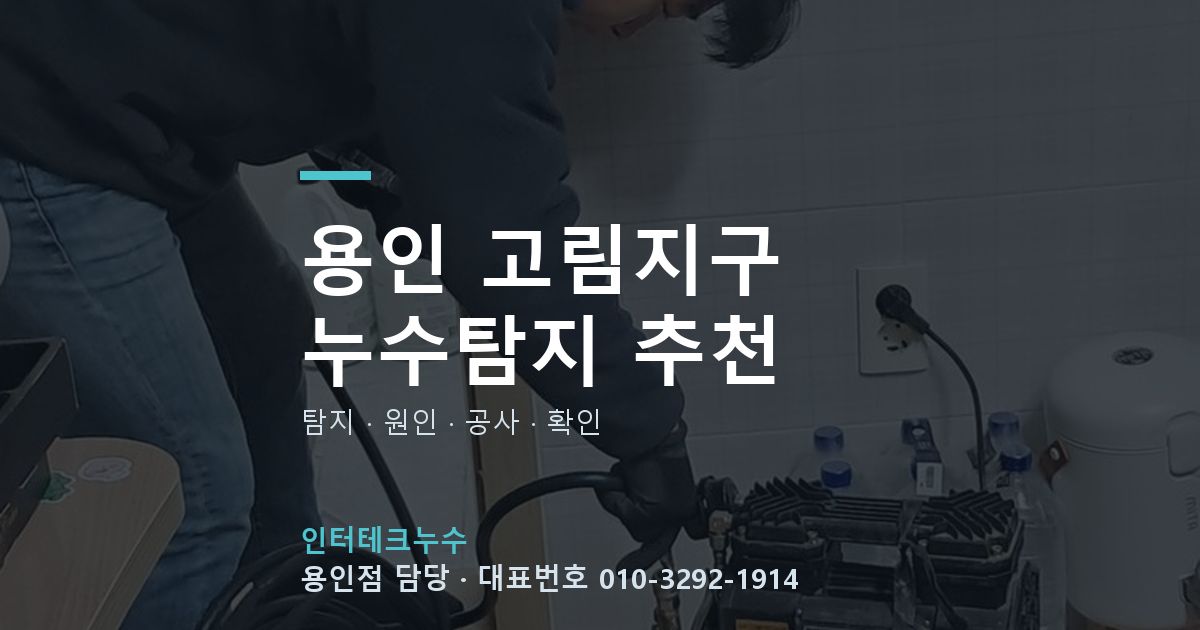 용인 고림지구
누수탐지 추천
탐지 · 원인 · 공사 · 확인
인터테크누수
용인점 담당 · 대표번호 010-3292-1914